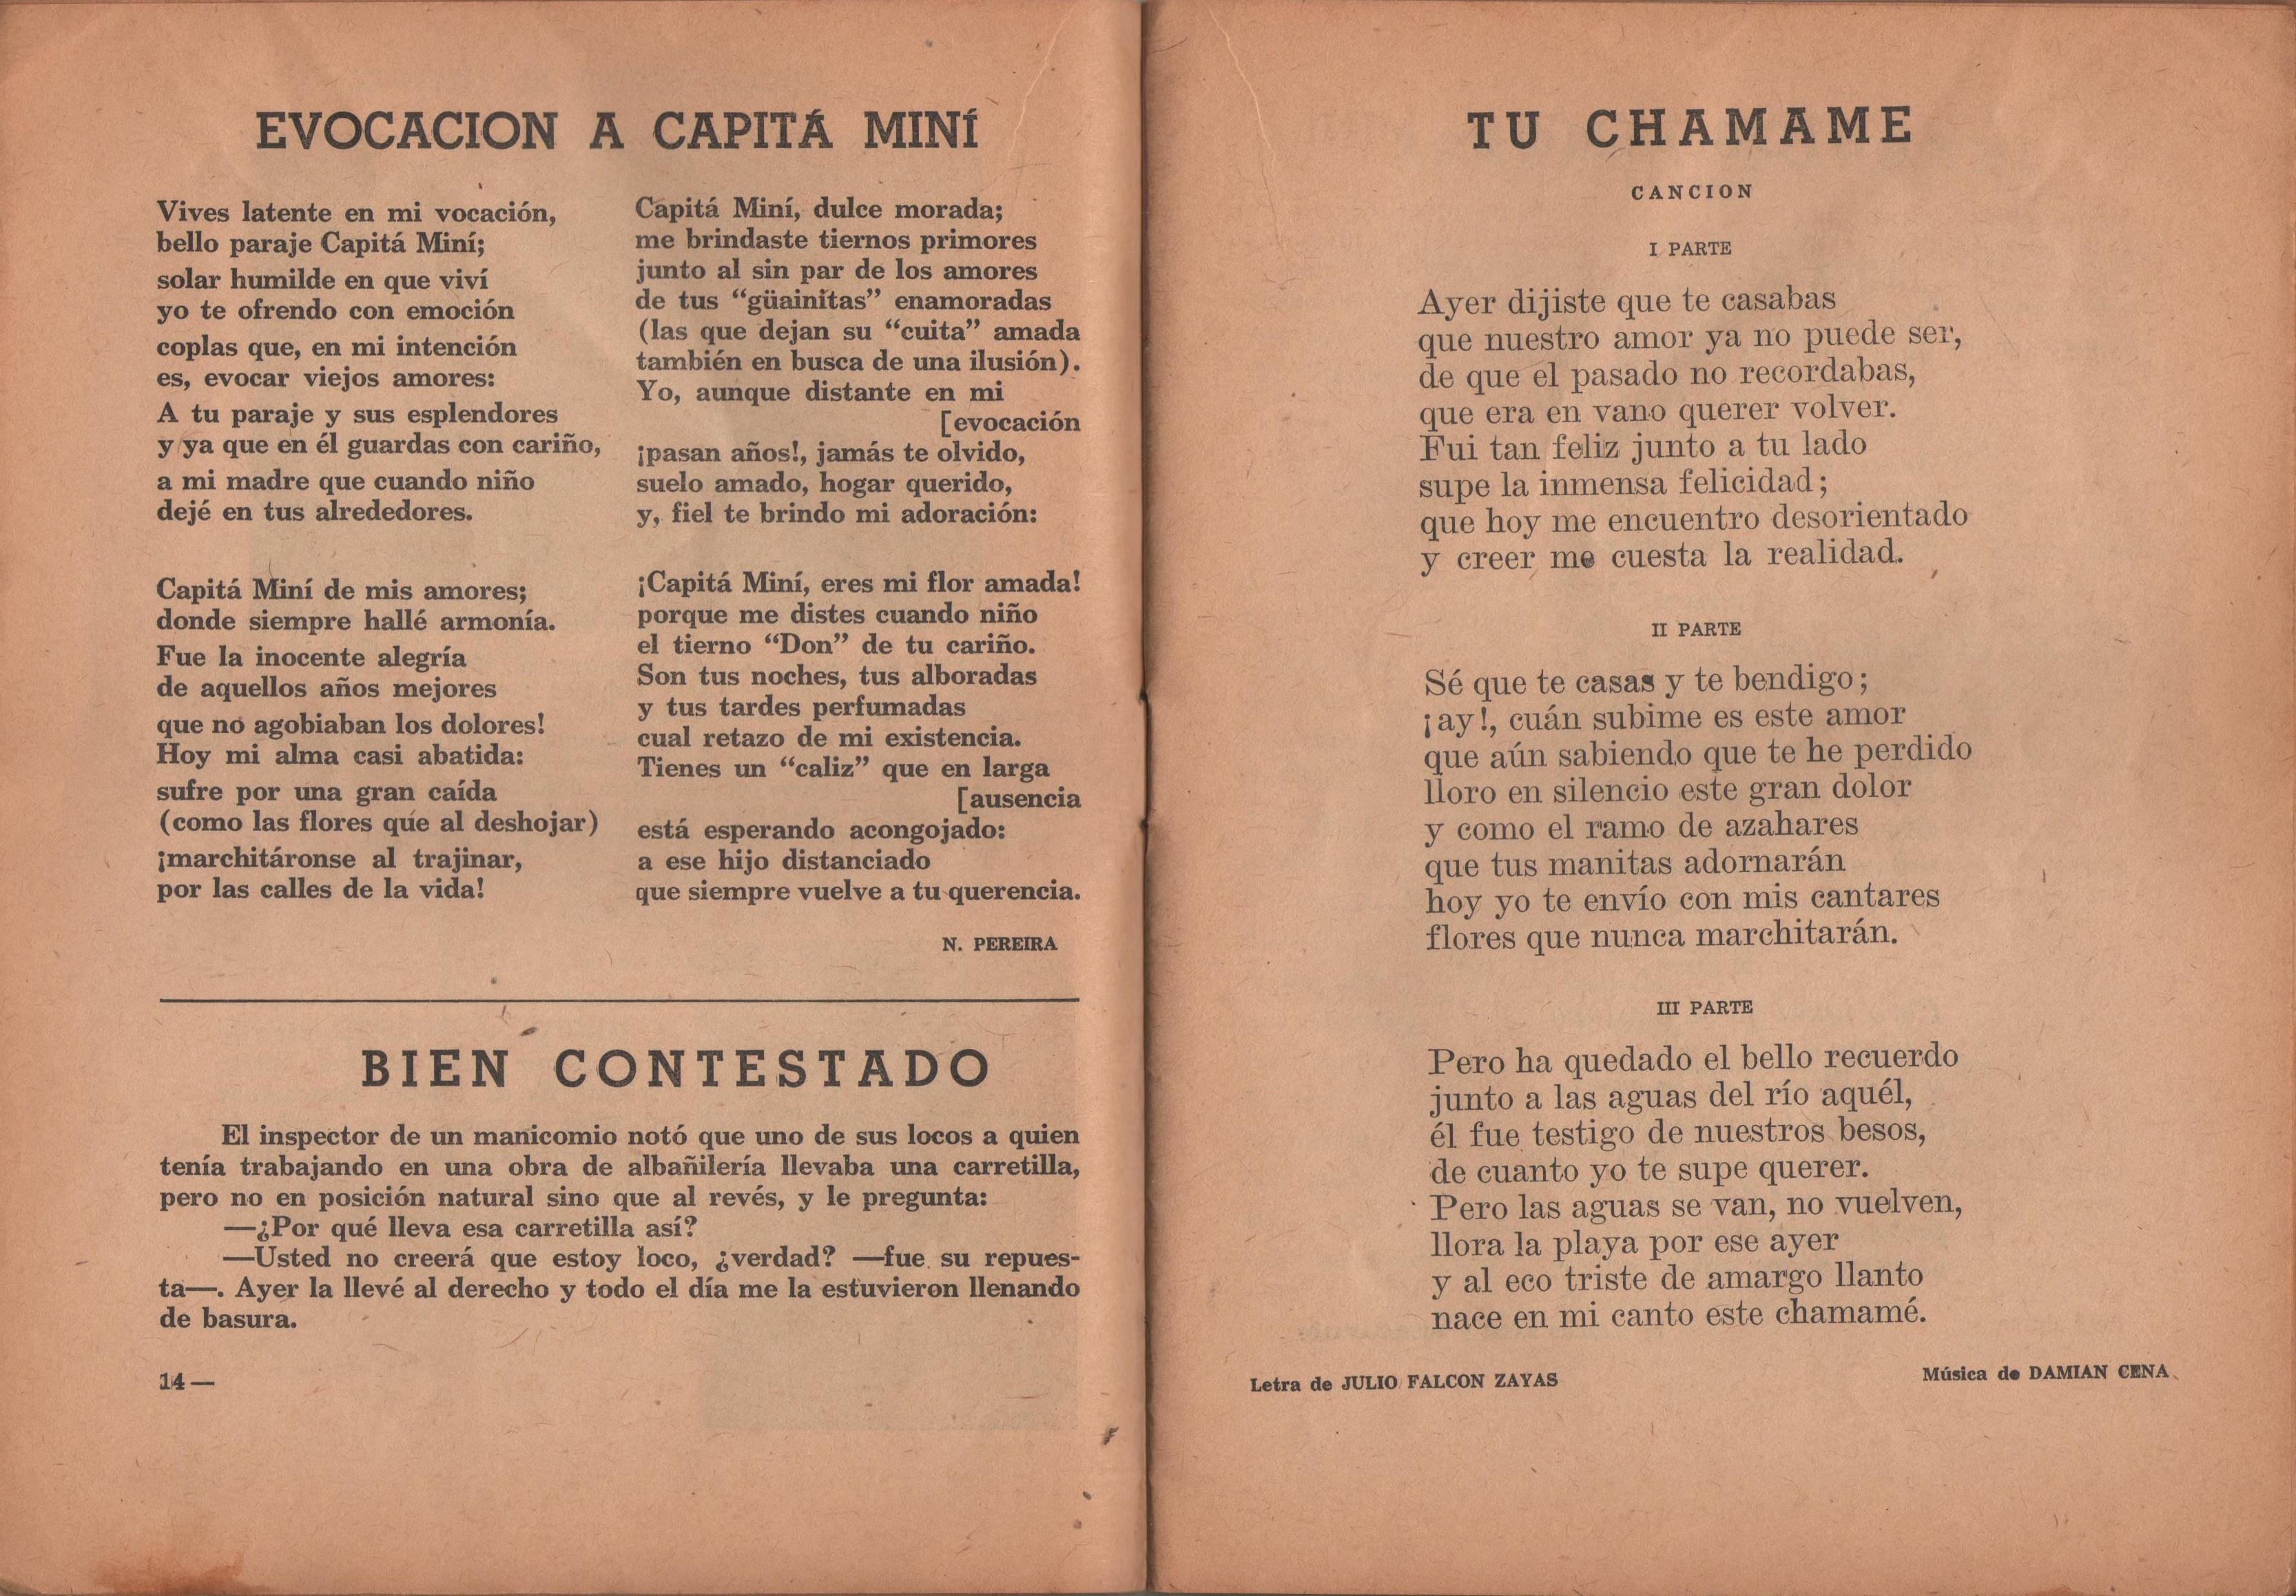 EVOCACION A CAPITÁ MINÍ
Vives latente en mi vocación,
bello paraje Capitá Miní;
solar humilde en que viví
yo te ofrendo con emoción
coplas que, en mi intención
es, evocar viejos amores:
A tu paraje y sus esplendores
y ya que en él guardas con cariño,
a mi madre que cuando niño
dejé en tus alrededores.
Capitá Miní de mis amores;
donde siempre hallé armonía.
Fue la inocente alegría
de aquellos años mejores
que no agobiaban los dolores!
Hoy mi alma casi abatida:
sufre por una gran caída
(como las flores que al deshojar)
¡marchitáronse al trajinar,
por las calles de la vida!
Capitá Miní, dulce morada;
me brindaste tiernos primores
junto al sin par de los amores
de tus “güainitas” enamoradas
(las que dejan su “cuita” amada
también en busca de una ilusión).
Yo, aunque distante en mi
[evocación
¡pasan años!, jamás te olvido,
suelo amado, hogar querido,
y, fiel te brindo mi adoración:
¡Capitá Miní, eres mi flor amada!
porque me distes cuando niño
el tierno “Don” de tu cariño.
Son tus noches, tus alboradas
y tus tardes perfumadas
cual retazo de mi existencia.
Tienes un “caliz” que en larga
[ausencia
está esperando acongojado:
a ese hijo distanciado
que siempre vuelve a tu querencia.
N. PEREIRA
BIEN CONTESTADO
El inspector de un manicomio notó que uno de sus locos a quien
tenía trabajando en una obra de albañilería llevaba una carretilla,
pero no en posición natural sino que al revés, y le pregunta:
—¿Por qué lleva esa carretilla así?
—Usted no creerá que estoy loco, ¿verdad? —fue su repues-
ta—. Ayer la llevé al derecho y todo el día me la estuvieron llenando
de basura.
14 —
TU CHAMAME
CANCION
I PARTE
Ayer dijiste que te casabas
que nuestro amor ya no puede ser,
de que el pasado no recordabas,
que era en vano querer volver.
Fui tan feliz junto a tu lado
supe la inmensa felicidad;
que hoy me encuentro desorientado
y creer me cuesta la realidad.
II PARTE
Sé que te casas y te bendigo;
¡ay!, cuán subime es este amor
que aún sabiendo que te he perdido
lloro en silencio este gran dolor
y como el ramo de azahares
que tus manitas adornarán
hoy yo te envío con mis cantares
flores que nunca marchitarán.
III PARTE
Pero ha quedado el bello recuerdo
junto a las aguas del río aquél,
él fue testigo de nuestros besos,
de cuanto yo te supe querer.
Pero las aguas se van, no vuelven,
llora la playa por ese ayer
y al eco triste de amargo llanto
nace en mi canto este chamamé.
Letra de JULIO FALCON ZAYAS
Música de DAMIAN CENA